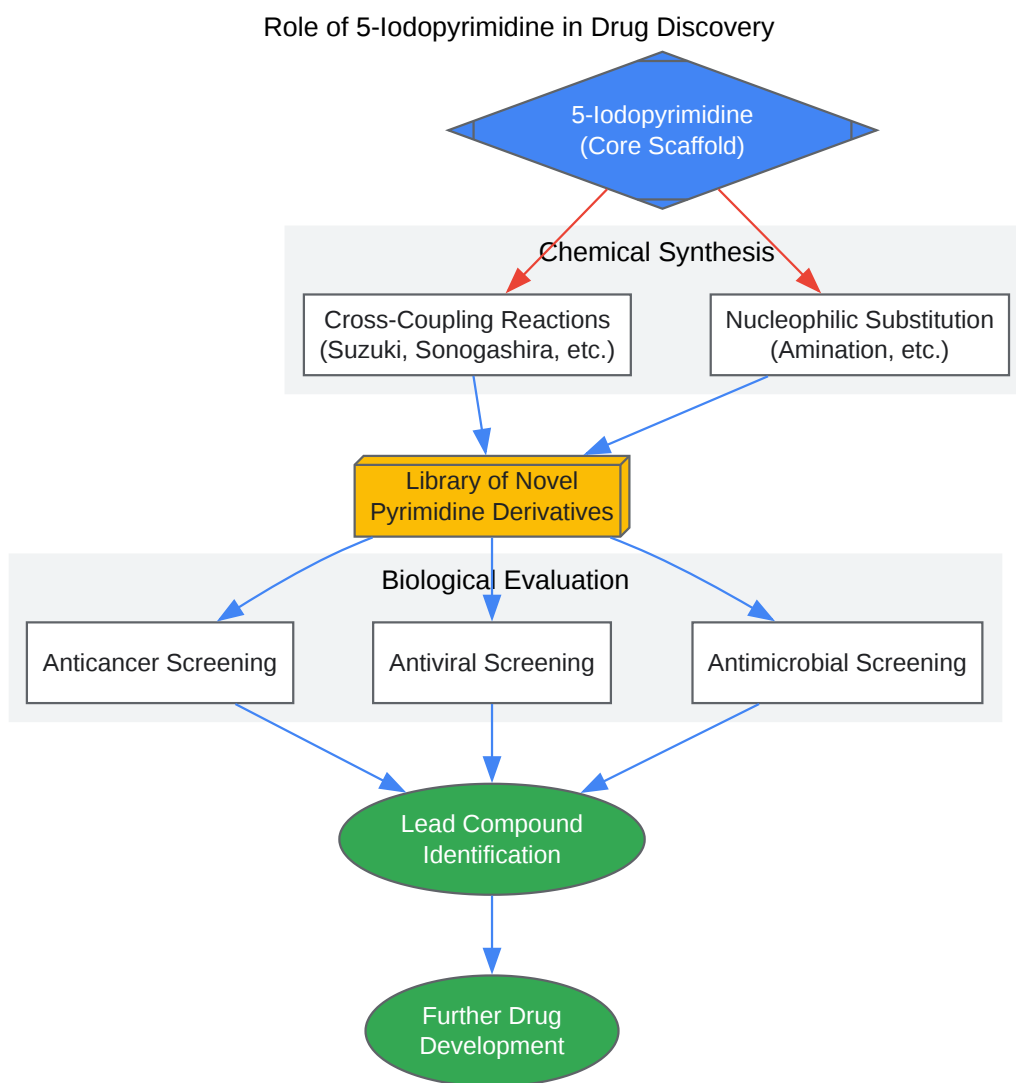 Role of 5-Iodopyrimidine in Drug Discovery
5-Iodopyrimidine
(Core Scaffold)
Chemical Synthesis
Cross-Coupling Reactions
(Suzuki, Sonogashira, etc.)
Nucleophilic Substitution
(Amination, etc.)
Library of Novel
Pyrimidine Derivatives
Biological Evaluation
Anticancer Screening
Antiviral Screening
Antimicrobial Screening
Lead Compound
Identification
Further Drug
Development